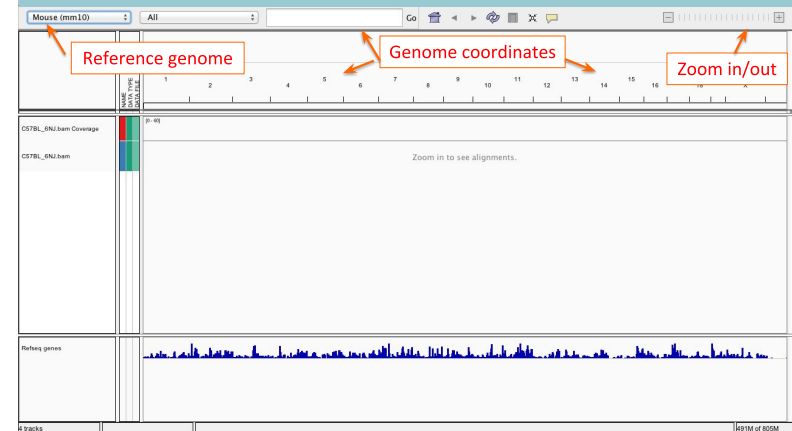 Mouse (mm10) All Go
Reference genome Genome coordinates Zoom in/out
NAME
DATA TYPE
DATA FILE
1 2 3 4 5 6 7 8 9 10 11 12 13 14 15 16 18 X
C57BL_6NJ.bam Coverage [0 - 60]
C57BL_6NJ.bam Zoom in to see alignments.
Refseq genes
4 tracks 491M of 805M